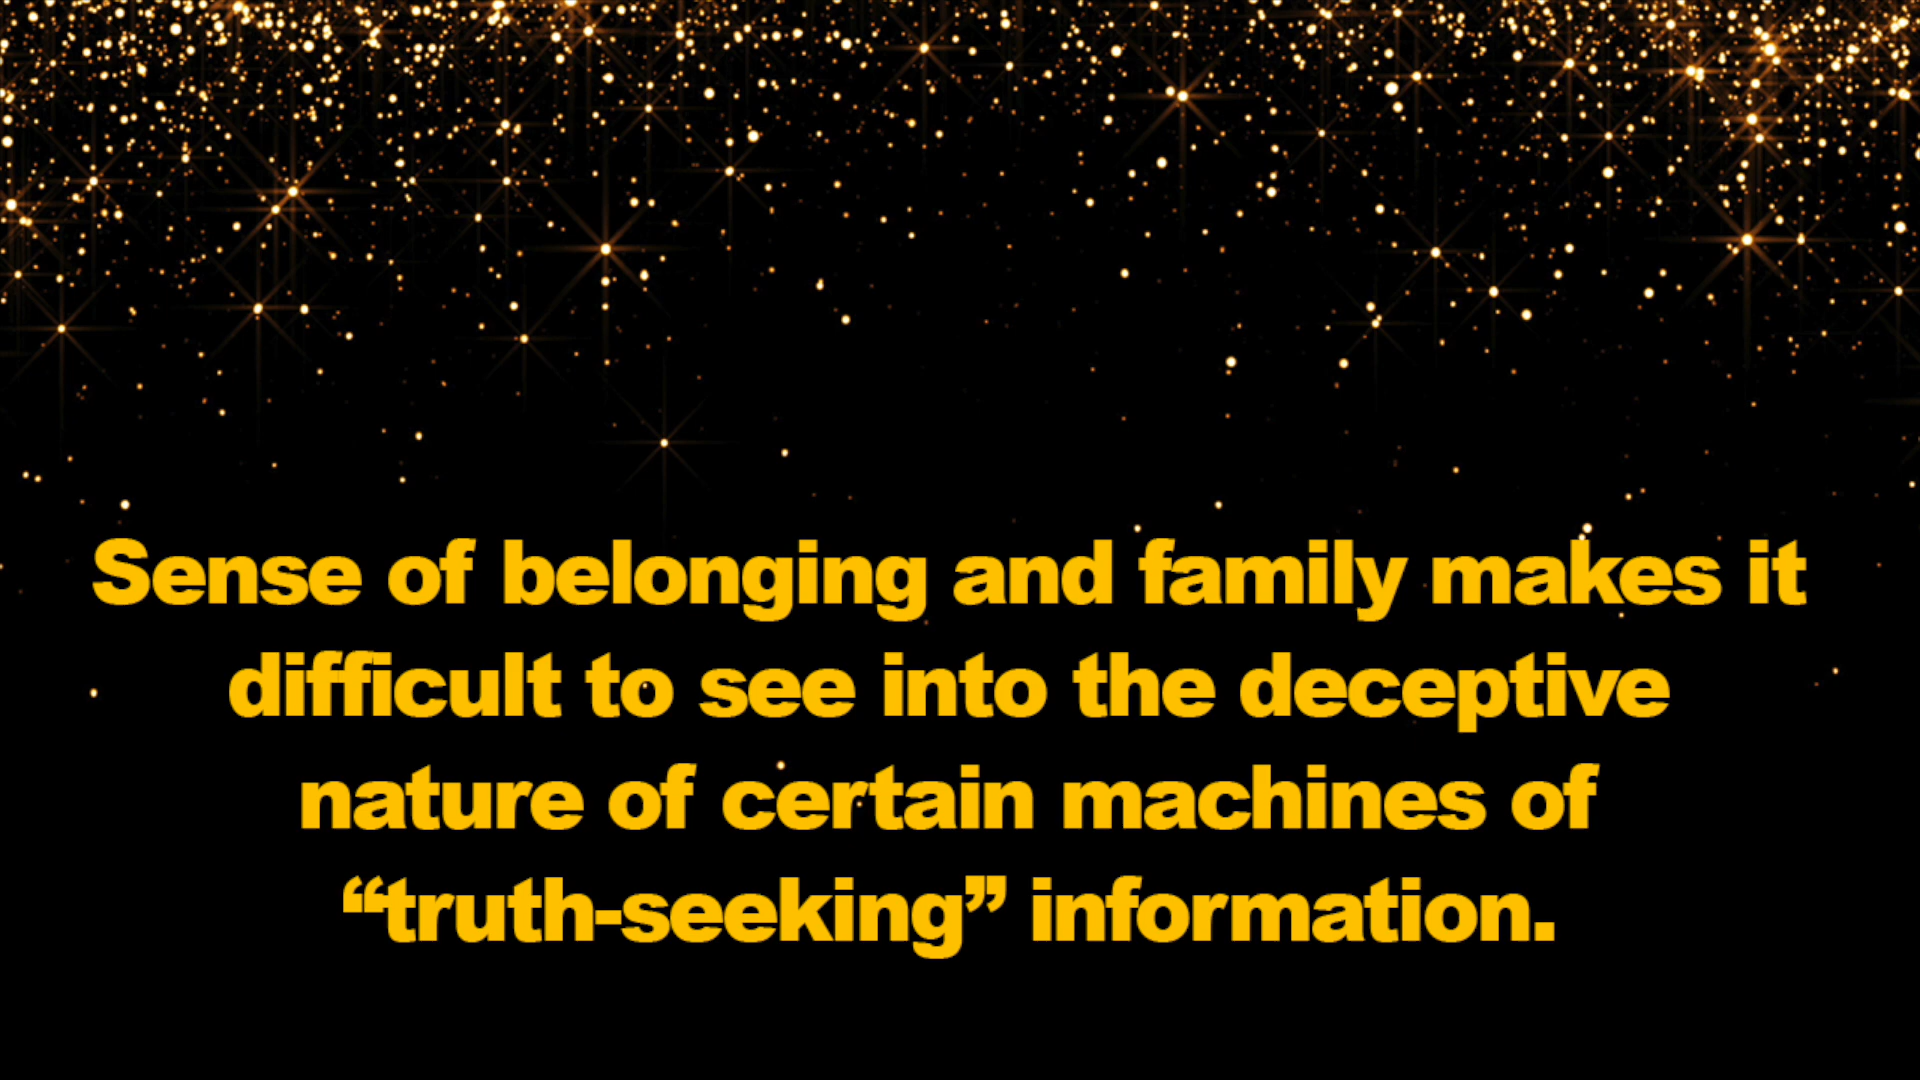 Sense of belonging and family makes it
difficult to see into the deceptive
nature of certain machines of
“truth-seeking” information.